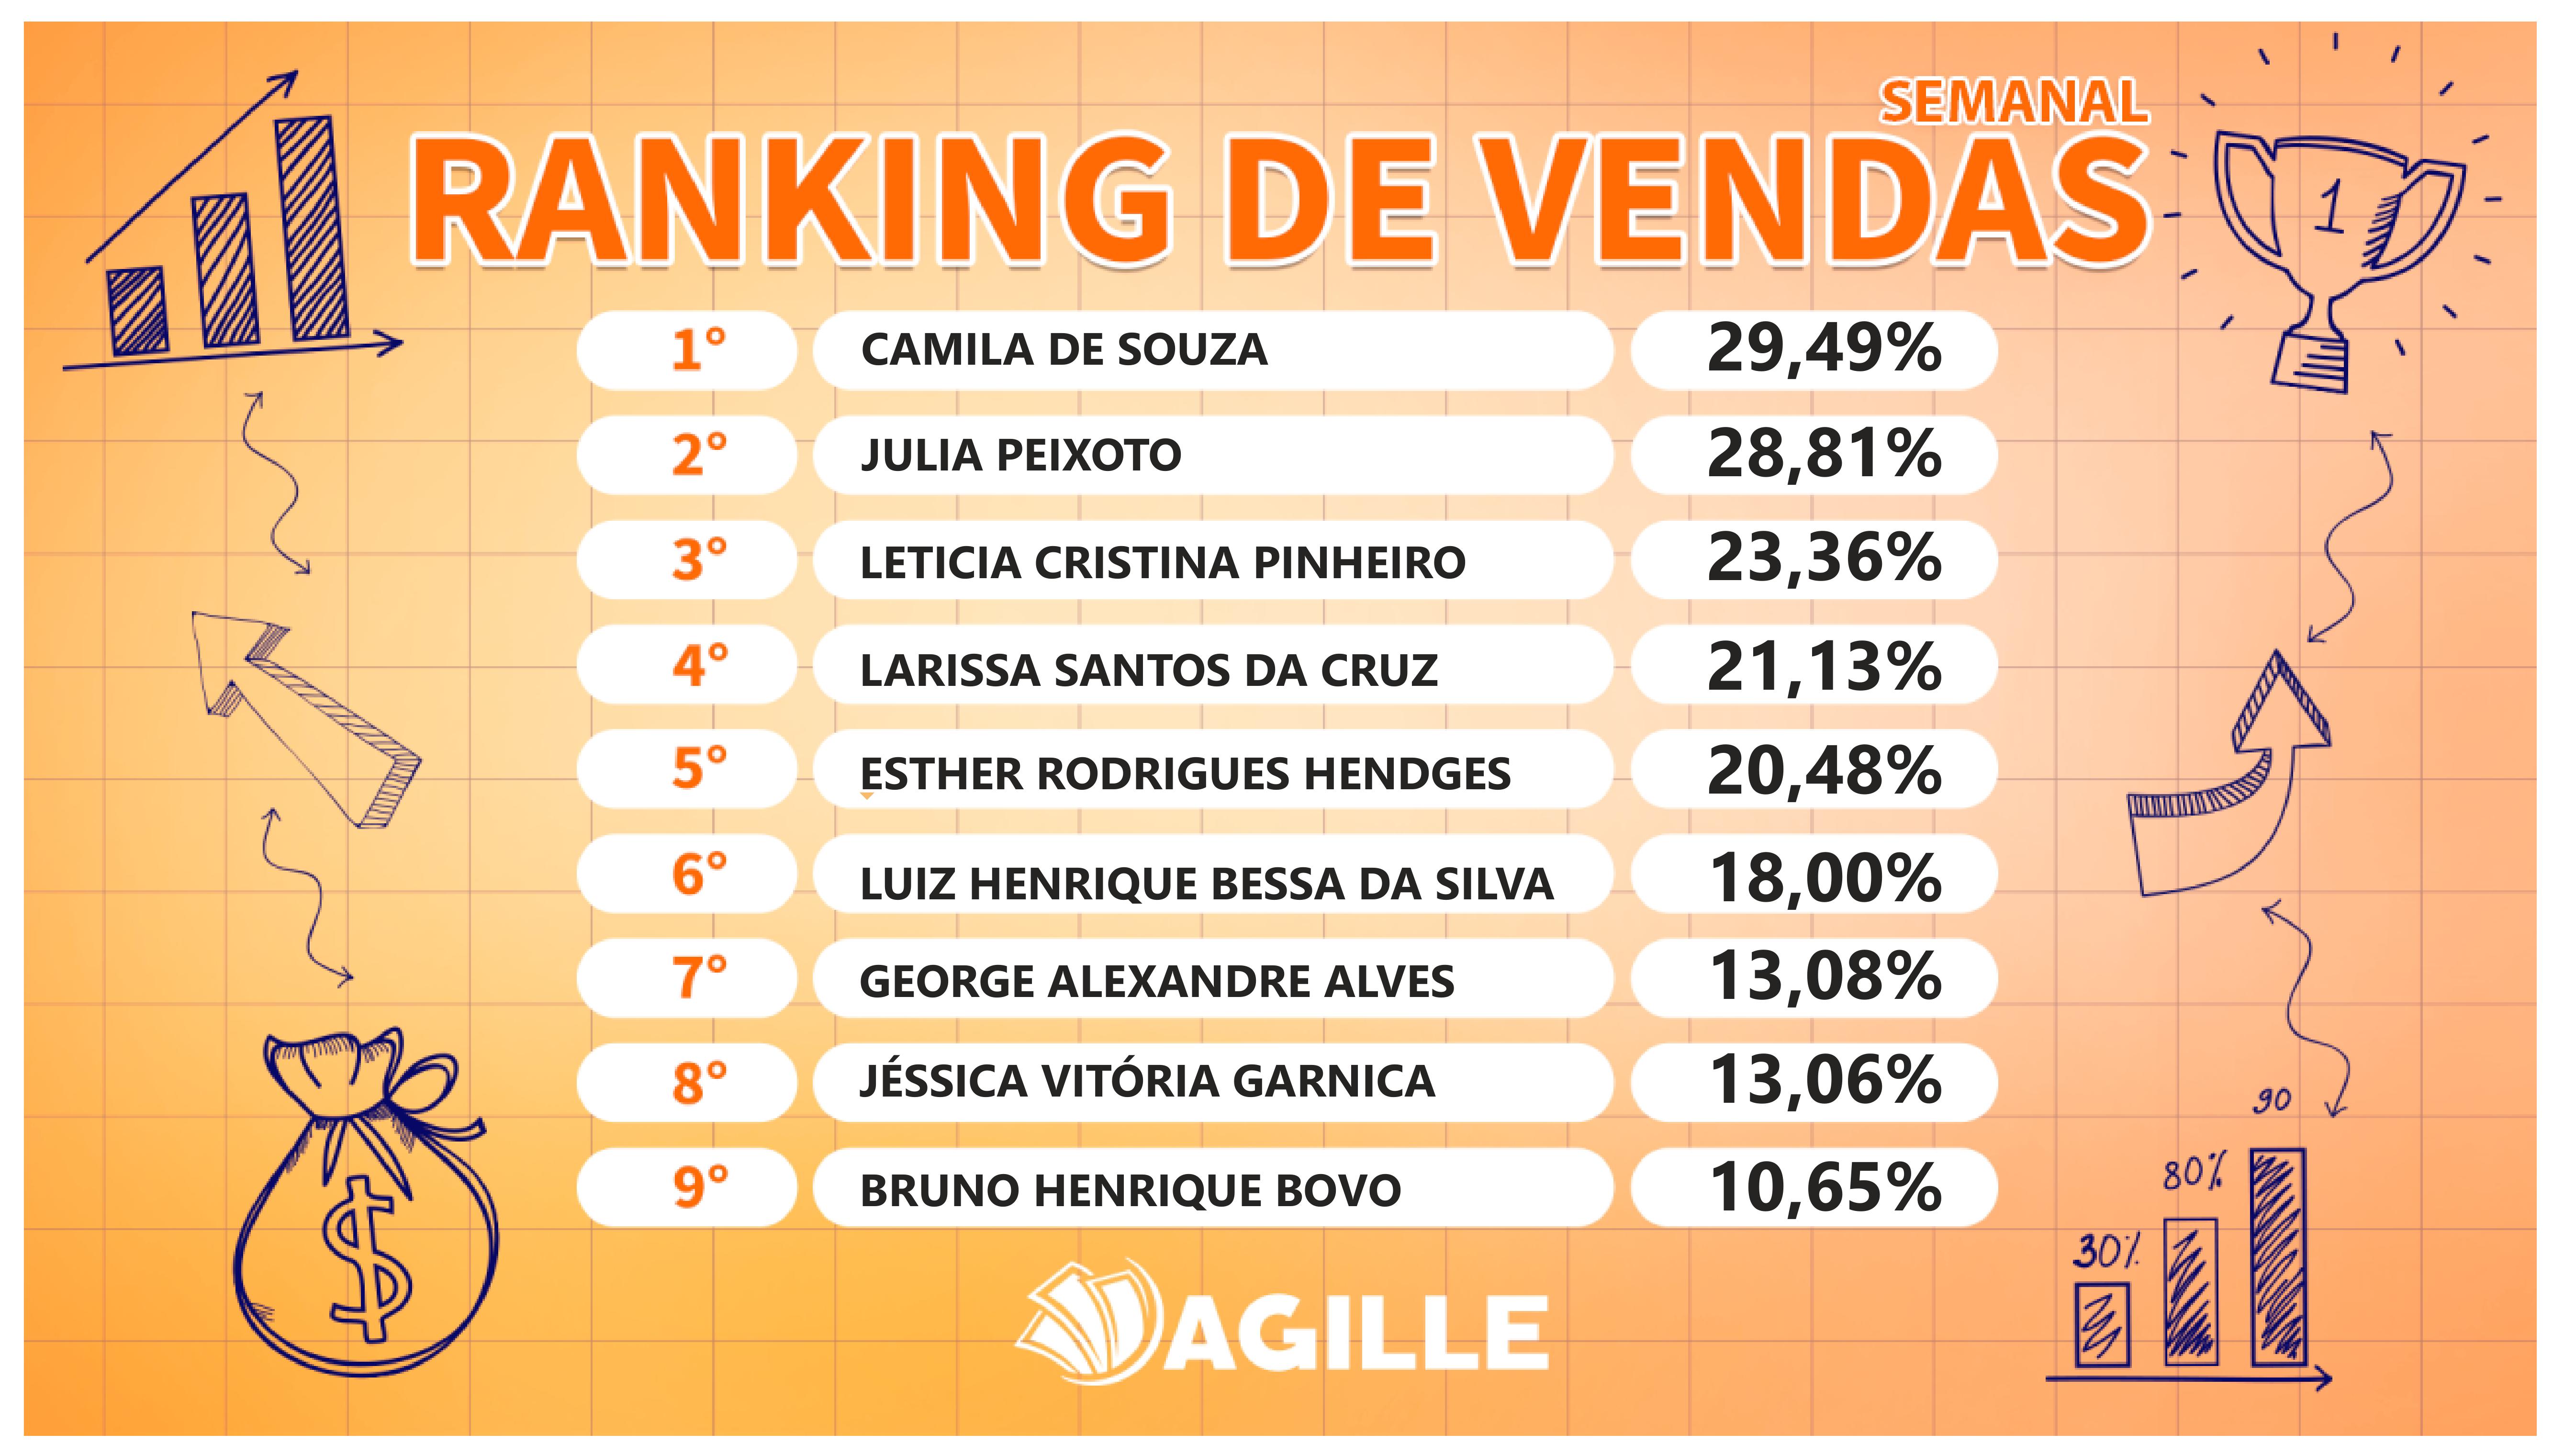 SEMANAL
RANKING DE VENDAS
1
1° CAMILA DE SOUZA 29,49%
2° JULIA PEIXOTO 28,81%
3° LETICIA CRISTINA PINHEIRO 23,36%
4° LARISSA SANTOS DA CRUZ 21,13%
5° ESTHER RODRIGUES HENDGES 20,48%
6° LUIZ HENRIQUE BESSA DA SILVA 18,00%
7° GEORGE ALEXANDRE ALVES 13,08%
8° JÉSSICA VITÓRIA GARNICA 13,06%
9° BRUNO HENRIQUE BOVO 10,65%
$
30%
80%
90
AGILLE